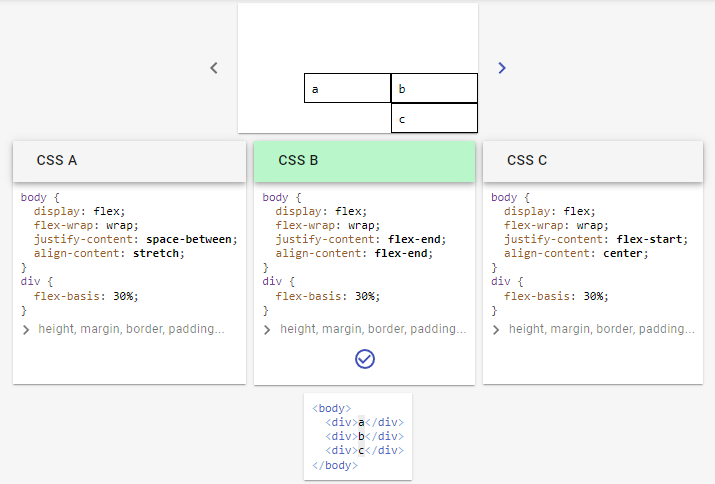 a
b
c
CSS A
body {
display: flex;
flex-wrap: wrap;
justify-content: space-between;
align-content: stretch;
}
div {
flex-basis: 30%;
}
height, margin, border, padding...
CSS B
body {
display: flex;
flex-wrap: wrap;
justify-content: flex-end;
align-content: flex-end;
}
div {
flex-basis: 30%;
}
height, margin, border, padding...
CSS C
body {
display: flex;
flex-wrap: wrap;
justify-content: flex-start;
align-content: center;
}
div {
flex-basis: 30%;
}
height, margin, border, padding...
<body>
<div>a</div>
<div>b</div>
<div>c</div>
</body>